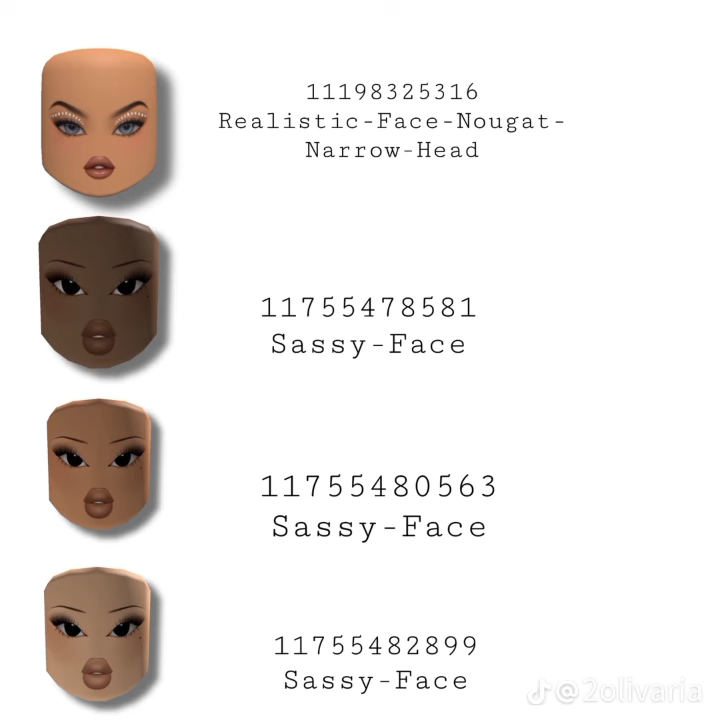 11198325316
Realistic-Face-Nougat-
Narrow-Head
11755478581
Sassy-Face
11755480563
Sassy-Face
11755482899
Sassy-Face
@2olivaria